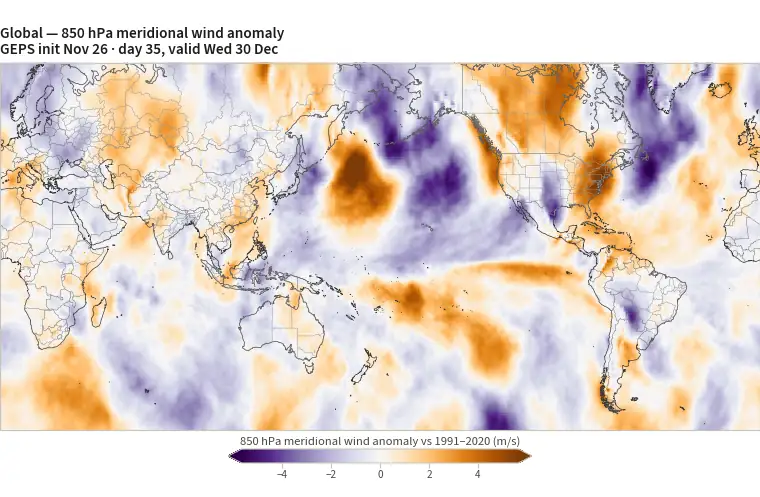 Global — 850 hPa meridional wind anomaly
GEPS init Nov 26 · day 35, valid Wed 30 Dec
850 hPa meridional wind anomaly vs 1991–2020 (m/s)
−4 −2 0 2 4